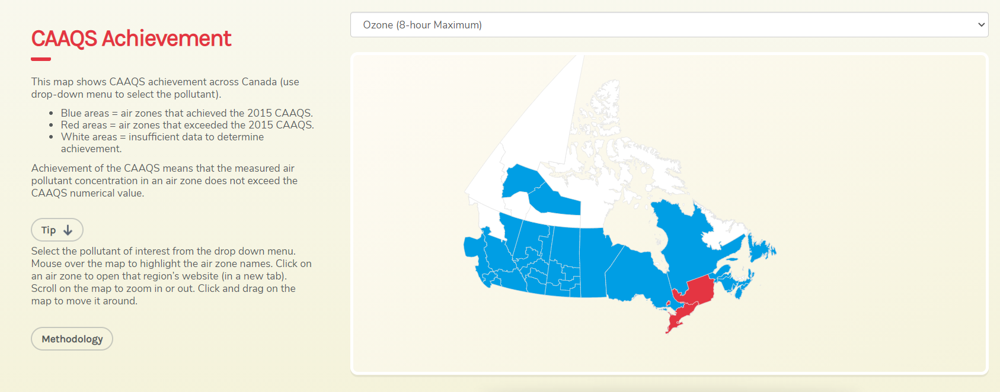 CAAQS Achievement
This map shows CAAQS achievement across Canada (use
drop-down menu to select the pollutant).
Blue areas = air zones that achieved the 2015 CAAQS.
Red areas = air zones that exceeded the 2015 CAAQS.
White areas = insufficient data to determine
achievement.
Achievement of the CAAQS means that the measured air
pollutant concentration in an air zone does not exceed the
CAAQS numerical value.
Tip
Select the pollutant of interest from the drop down menu.
Mouse over the map to highlight the air zone names. Click on
an air zone to open that region's website (in a new tab).
Scroll on the map to zoom in or out. Click and drag on the
map to move it around.
Methodology
Ozone (8-hour Maximum)